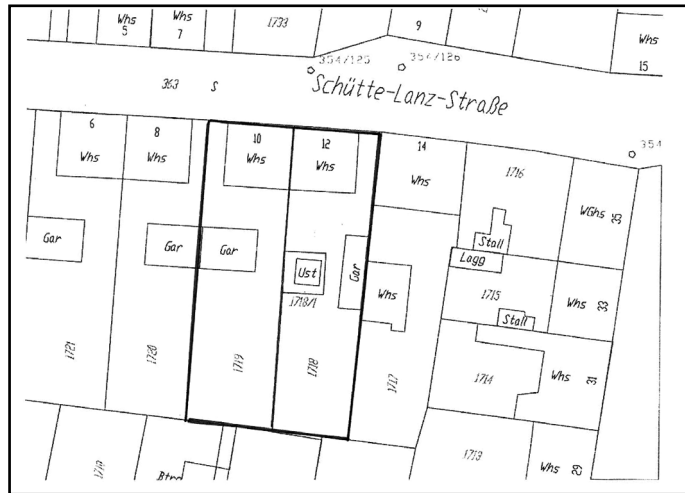 Whs
5
Whs
7
1733
9
Whs
15
354/125
354/126
363
S
Schütte-Lanz-Straße
354
6
Whs
8
Whs
10
Whs
12
Whs
14
Whs
1716
WGhs
35
Gar
Gar
Gar
Ust
1718/1
Gar
Whs
Stall
Lagg
1715
Stall
Whs
33
1721
1720
1719
1718
1717
1714
Whs
31
1713
Whs
29